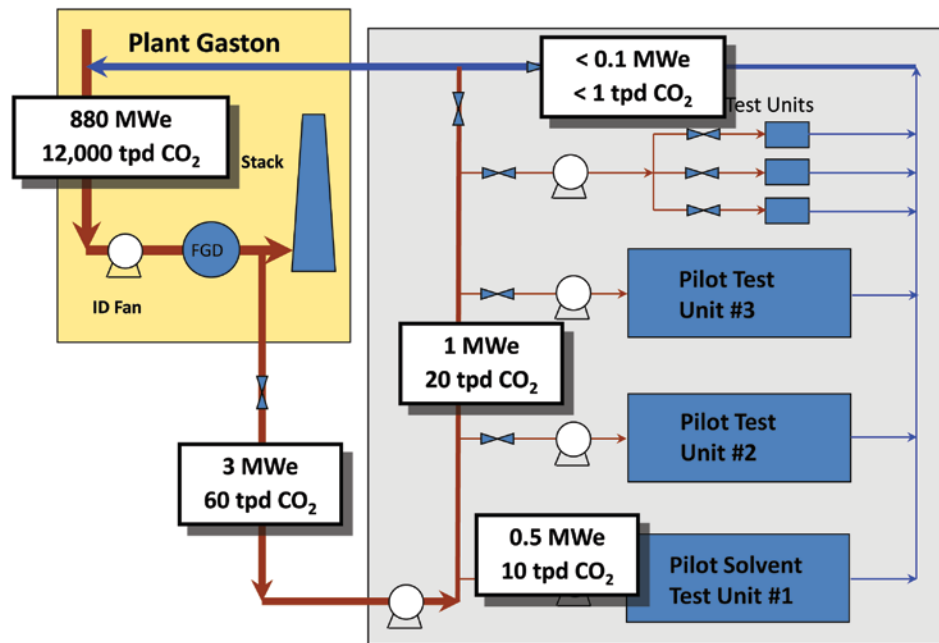 Plant Gaston
880 MWe
12,000 tpd CO₂
Stack
FGD
ID Fan
3 MWe
60 tpd CO₂
< 0.1 MWe
< 1 tpd CO₂
Test Units
Pilot Test
Unit #3
1 MWe
20 tpd CO₂
Pilot Test
Unit #2
0.5 MWe
10 tpd CO₂
Pilot Solvent
Test Unit #1